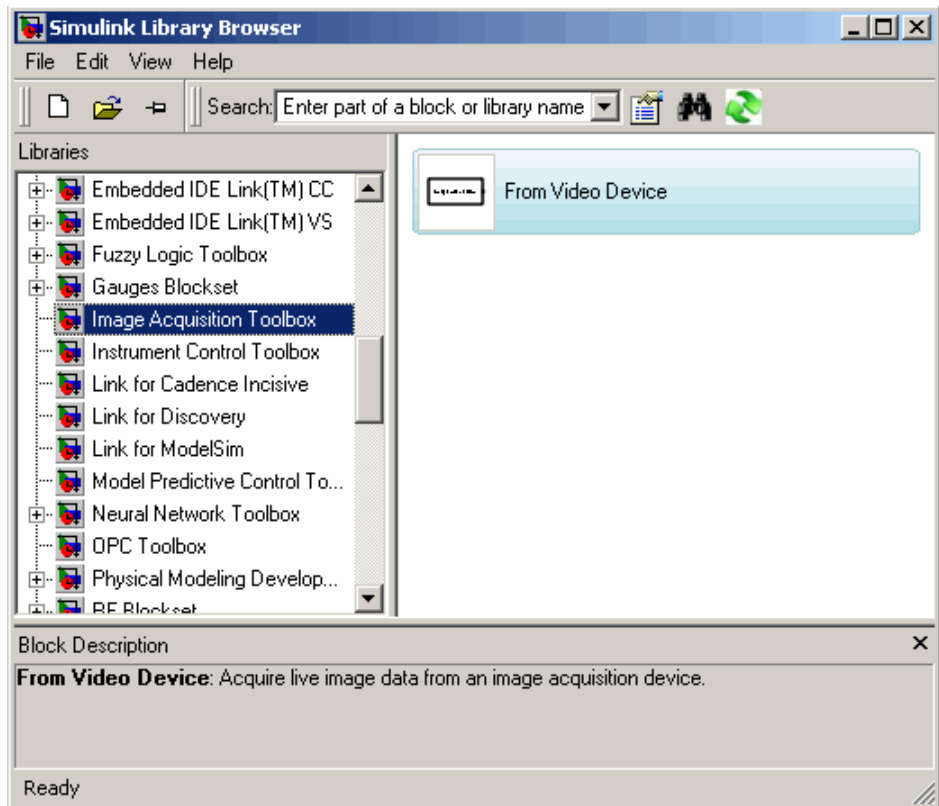 Simulink Library Browser
File Edit View Help
Search: Enter part of a block or library name
Libraries
Embedded IDE Link(TM) CC
Embedded IDE Link(TM) VS
Fuzzy Logic Toolbox
Gauges Blockset
Image Acquisition Toolbox
Instrument Control Toolbox
Link for Cadence Incisive
Link for Discovery
Link for ModelSim
Model Predictive Control To...
Neural Network Toolbox
OPC Toolbox
Physical Modeling Develop...
RF Blockset
From Video Device
Block Description
From Video Device: Acquire live image data from an image acquisition device.
Ready